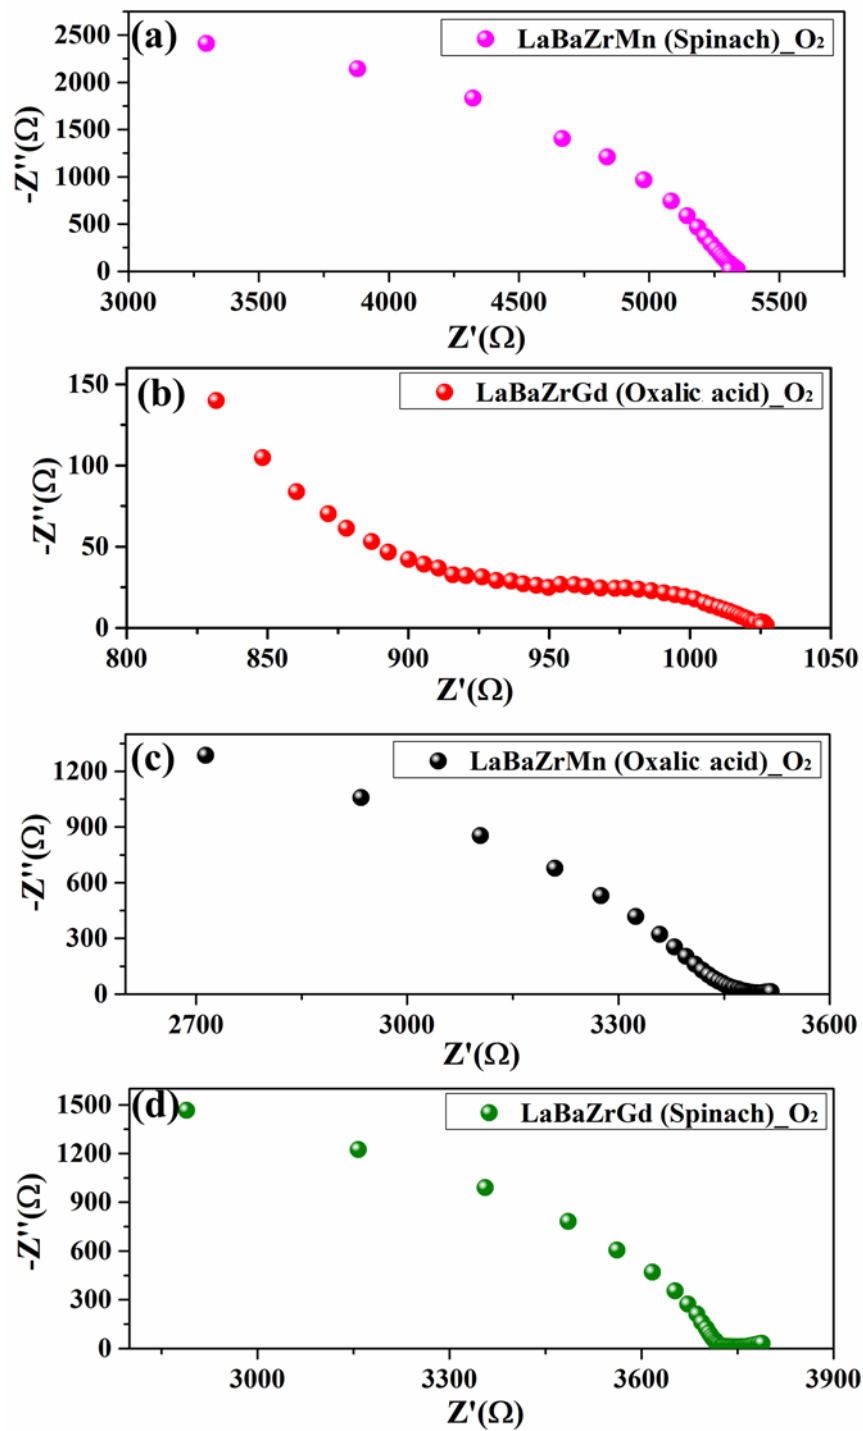 (a)
LaBaZrMn (Spinach)_O₂
2500
2000
1500
1000
500
0
-Z''(Ω)
3000 3500 4000 4500 5000 5500
Z'(Ω)
(b)
LaBaZrGd (Oxalic acid)_O₂
150
100
50
0
-Z''(Ω)
800 850 900 950 1000 1050
Z'(Ω)
(c)
LaBaZrMn (Oxalic acid)_O₂
1200
900
600
300
0
-Z''(Ω)
2700 3000 3300 3600
Z'(Ω)
(d)
LaBaZrGd (Spinach)_O₂
1500
1200
900
600
300
0
-Z''(Ω)
3000 3300 3600 3900
Z'(Ω)